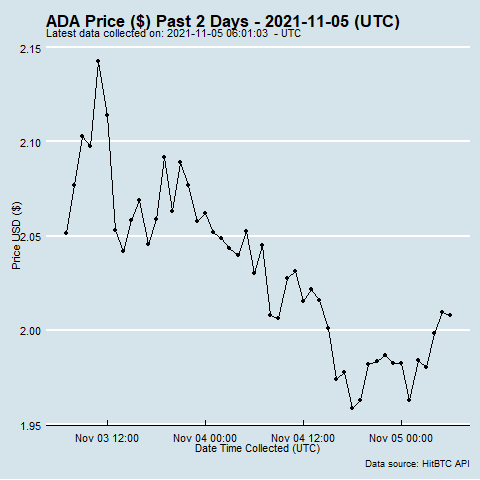 ADA Price ($) Past 2 Days - 2021-11-05 (UTC)
Latest data collected on: 2021-11-05 06:01:03 - UTC
2.15
2.10
2.05
2.00
1.95
Price USD ($)
Nov 03 12:00 Nov 04 00:00 Nov 04 12:00 Nov 05 00:00
Date Time Collected (UTC)
Data source: HitBTC API